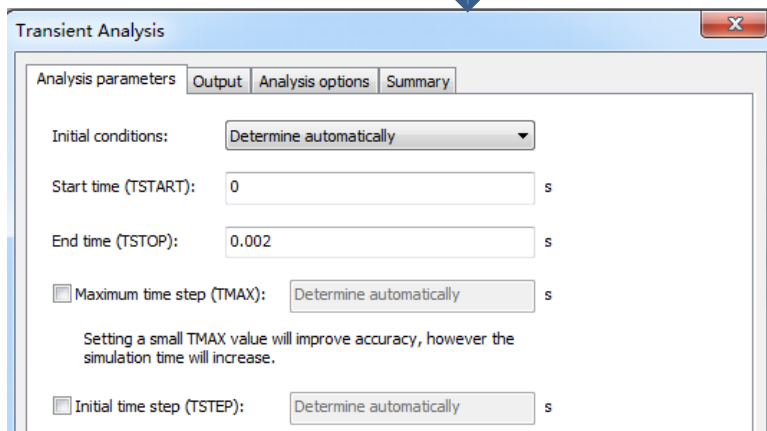 Transient Analysis
x
Analysis parameters Output Analysis options Summary
Initial conditions: Determine automatically
Start time (TSTART): 0 s
End time (TSTOP): 0.002 s
Maximum time step (TMAX): Determine automatically s
Setting a small TMAX value will improve accuracy, however the
simulation time will increase.
Initial time step (TSTEP): Determine automatically s